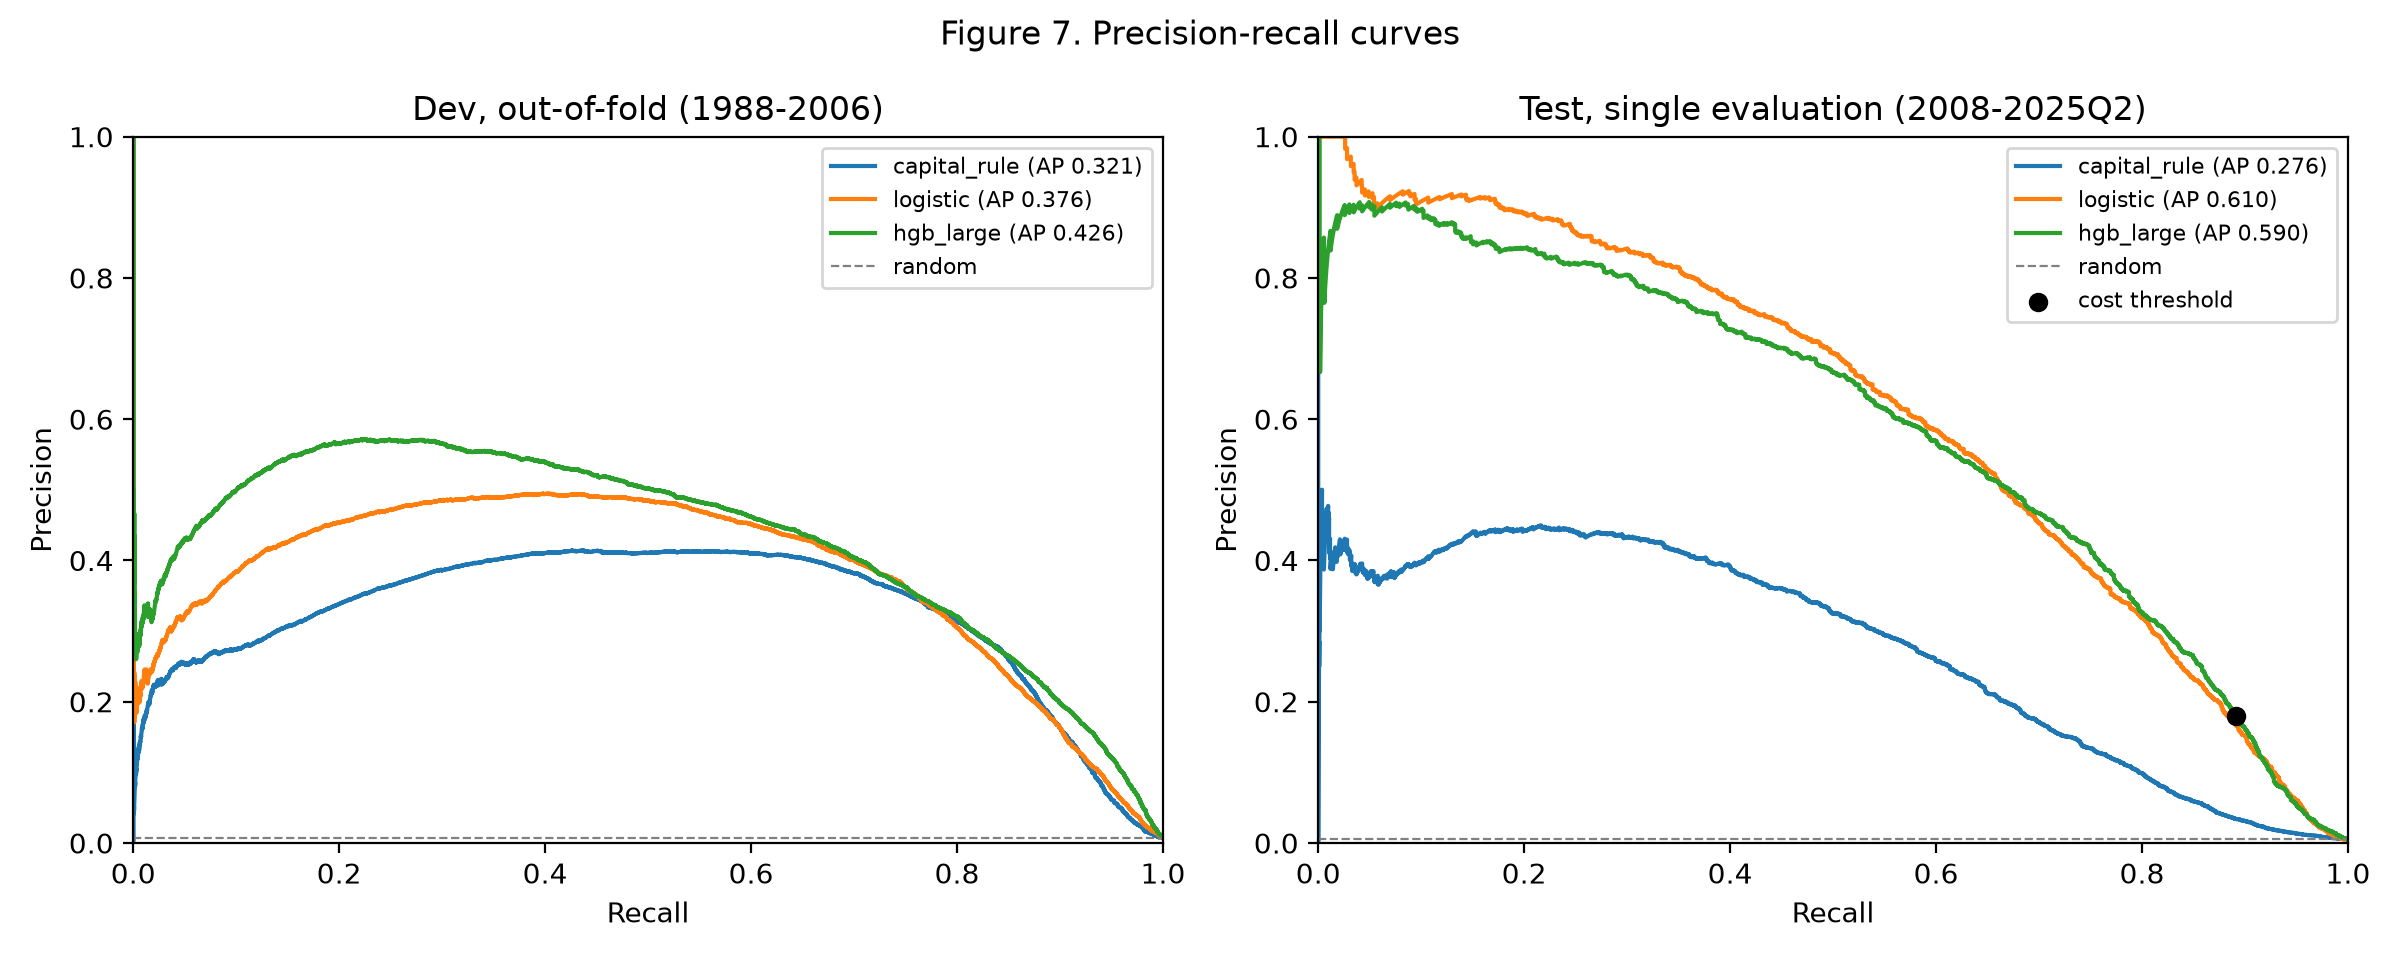 Figure 7. Precision-recall curves
Dev, out-of-fold (1988-2006)
1.0
0.8
0.6
0.4
0.2
0.0
Precision
capital_rule (AP 0.321)
logistic (AP 0.376)
hgb_large (AP 0.426)
random
0.0 0.2 0.4 0.6 0.8 1.0
Recall
Test, single evaluation (2008-2025Q2)
1.0
0.8
0.6
0.4
0.2
0.0
Precision
capital_rule (AP 0.276)
logistic (AP 0.610)
hgb_large (AP 0.590)
random
cost threshold
0.0 0.2 0.4 0.6 0.8 1.0
Recall